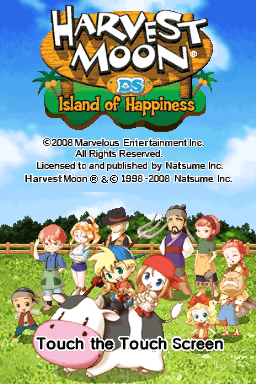 HARVEST
MOON®
DS
Island of Happiness
©2008 Marvelous Entertainment Inc.
All Rights Reserved.
Licensed to and published by Natsume Inc.
Harvest Moon ® & © 1998-2008 Natsume Inc.
Touch the Touch Screen